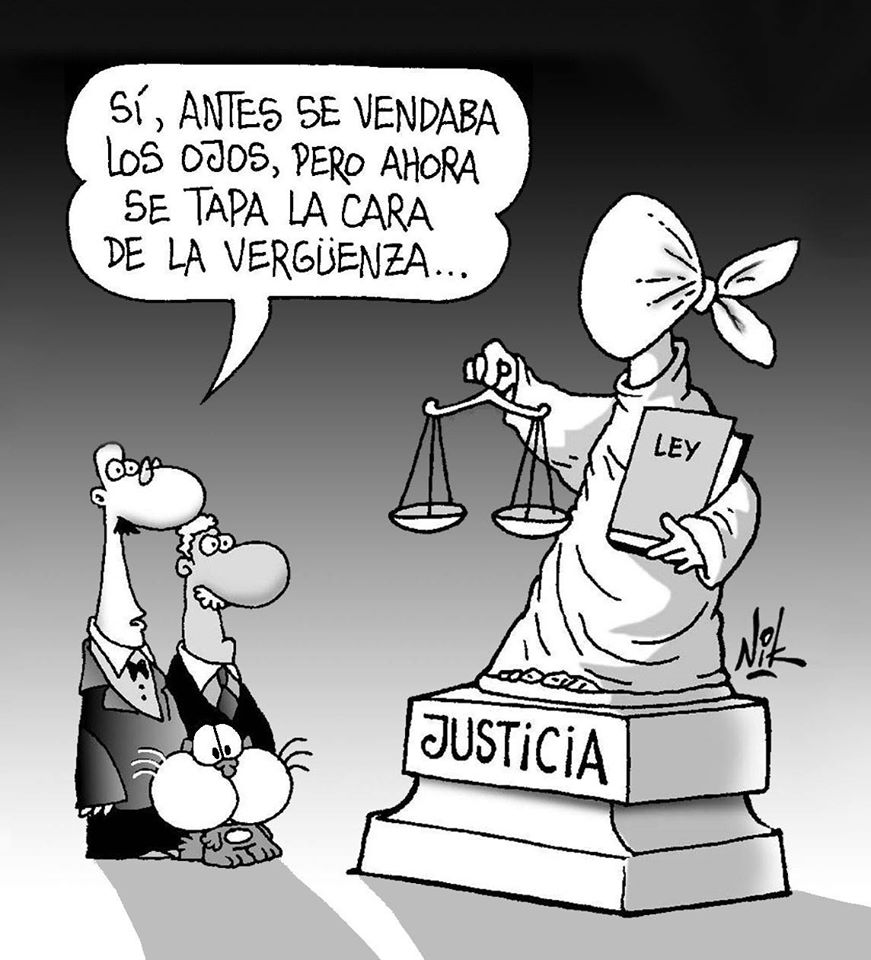 SÍ, ANTES SE VENDABA
LOS OJOS, PERO AHORA
SE TAPA LA CARA
DE LA VERGÜENZA...
LEY
NiK
JUSTiCiA